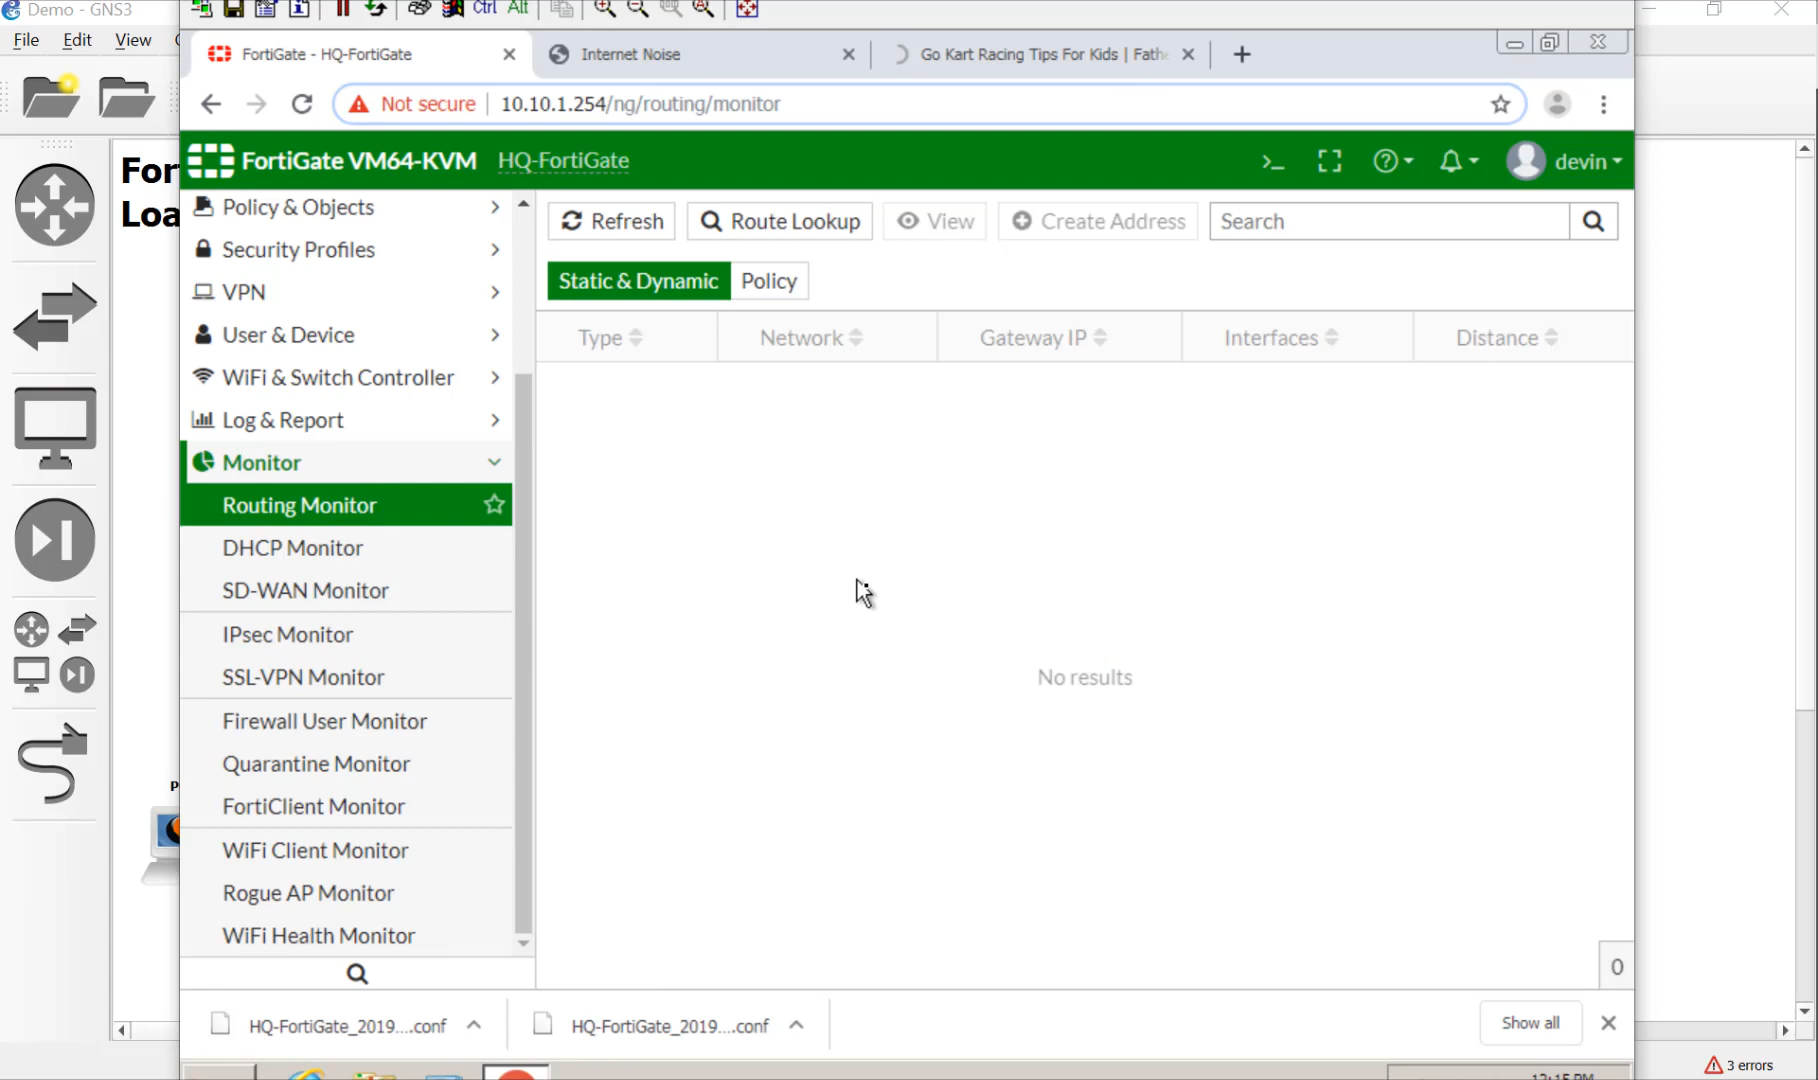 Demo - GNS3
File Edit View
Ctrl Alt
FortiGate - HQ-FortiGate
Internet Noise
Go Kart Racing Tips For Kids | Fath
Not secure 10.10.1.254/ng/routing/monitor
For
Loa
FortiGate VM64-KVM HQ-FortiGate
devin
Policy & Objects
Security Profiles
VPN
User & Device
WiFi & Switch Controller
Log & Report
Monitor
Routing Monitor
DHCP Monitor
SD-WAN Monitor
IPsec Monitor
SSL-VPN Monitor
Firewall User Monitor
Quarantine Monitor
FortiClient Monitor
WiFi Client Monitor
Rogue AP Monitor
WiFi Health Monitor
Refresh Route Lookup View Create Address Search
Static & Dynamic Policy
Type Network Gateway IP Interfaces Distance
No results
0
HQ-FortiGate_2019....conf
HQ-FortiGate_2019....conf
Show all
3 errors
12:15 PM